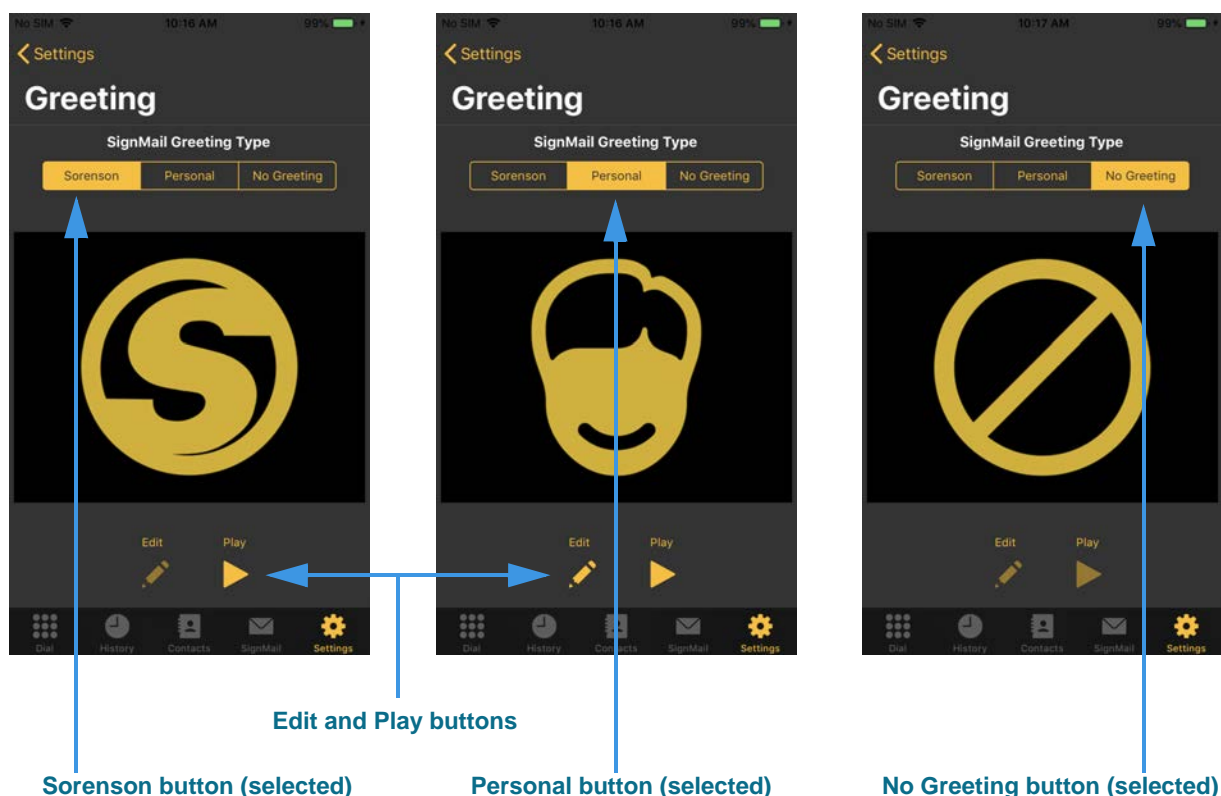 No SIM 10:16 AM 99%
Settings
Greeting
SignMail Greeting Type
Sorenson Personal No Greeting
S
Edit Play
Dial History Contacts SignMail Settings
No SIM 10:16 AM 99%
Settings
Greeting
SignMail Greeting Type
Sorenson Personal No Greeting
Edit Play
Dial History Contacts SignMail Settings
No SIM 10:17 AM 99%
Settings
Greeting
SignMail Greeting Type
Sorenson Personal No Greeting
Edit Play
Dial History Contacts SignMail Settings
Edit and Play buttons
Sorenson button (selected)
Personal button (selected)
No Greeting button (selected)